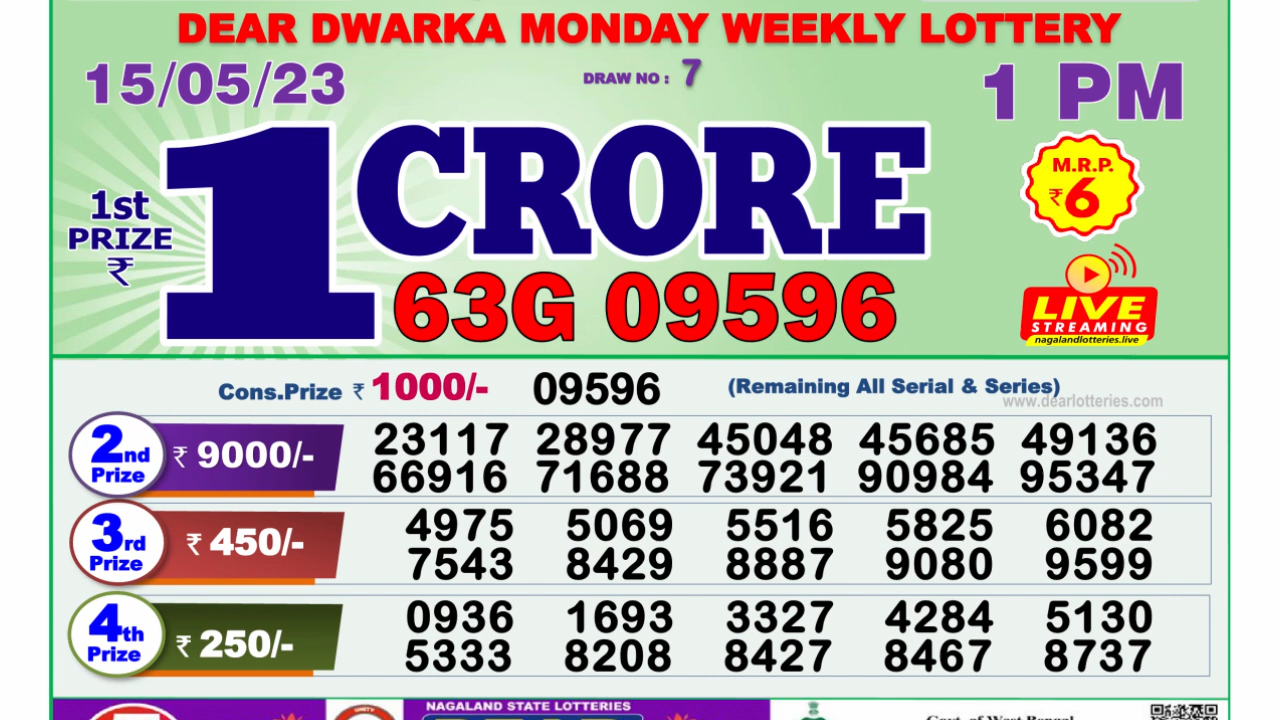 DEAR DWARKA MONDAY WEEKLY LOTTERY
15/05/23
DRAW NO : 7
1 PM
1st
PRIZE
₹
1 CRORE
63G 09596
M.R.P.
₹6
LIVE
STREAMING
nagalandlotteries.live
Cons.Prize ₹ 1000/- 09596 (Remaining All Serial & Series)
www.dearlotteries.com
2nd
Prize
₹ 9000/-
23117 28977 45048 45685 49136
66916 71688 73921 90984 95347
3rd
Prize
₹ 450/-
4975 5069 5516 5825 6082
7543 8429 8887 9080 9599
4th
Prize
₹ 250/-
0936 1693 3327 4284 5130
5333 8208 8427 8467 8737
NAGALAND STATE LOTTERIES